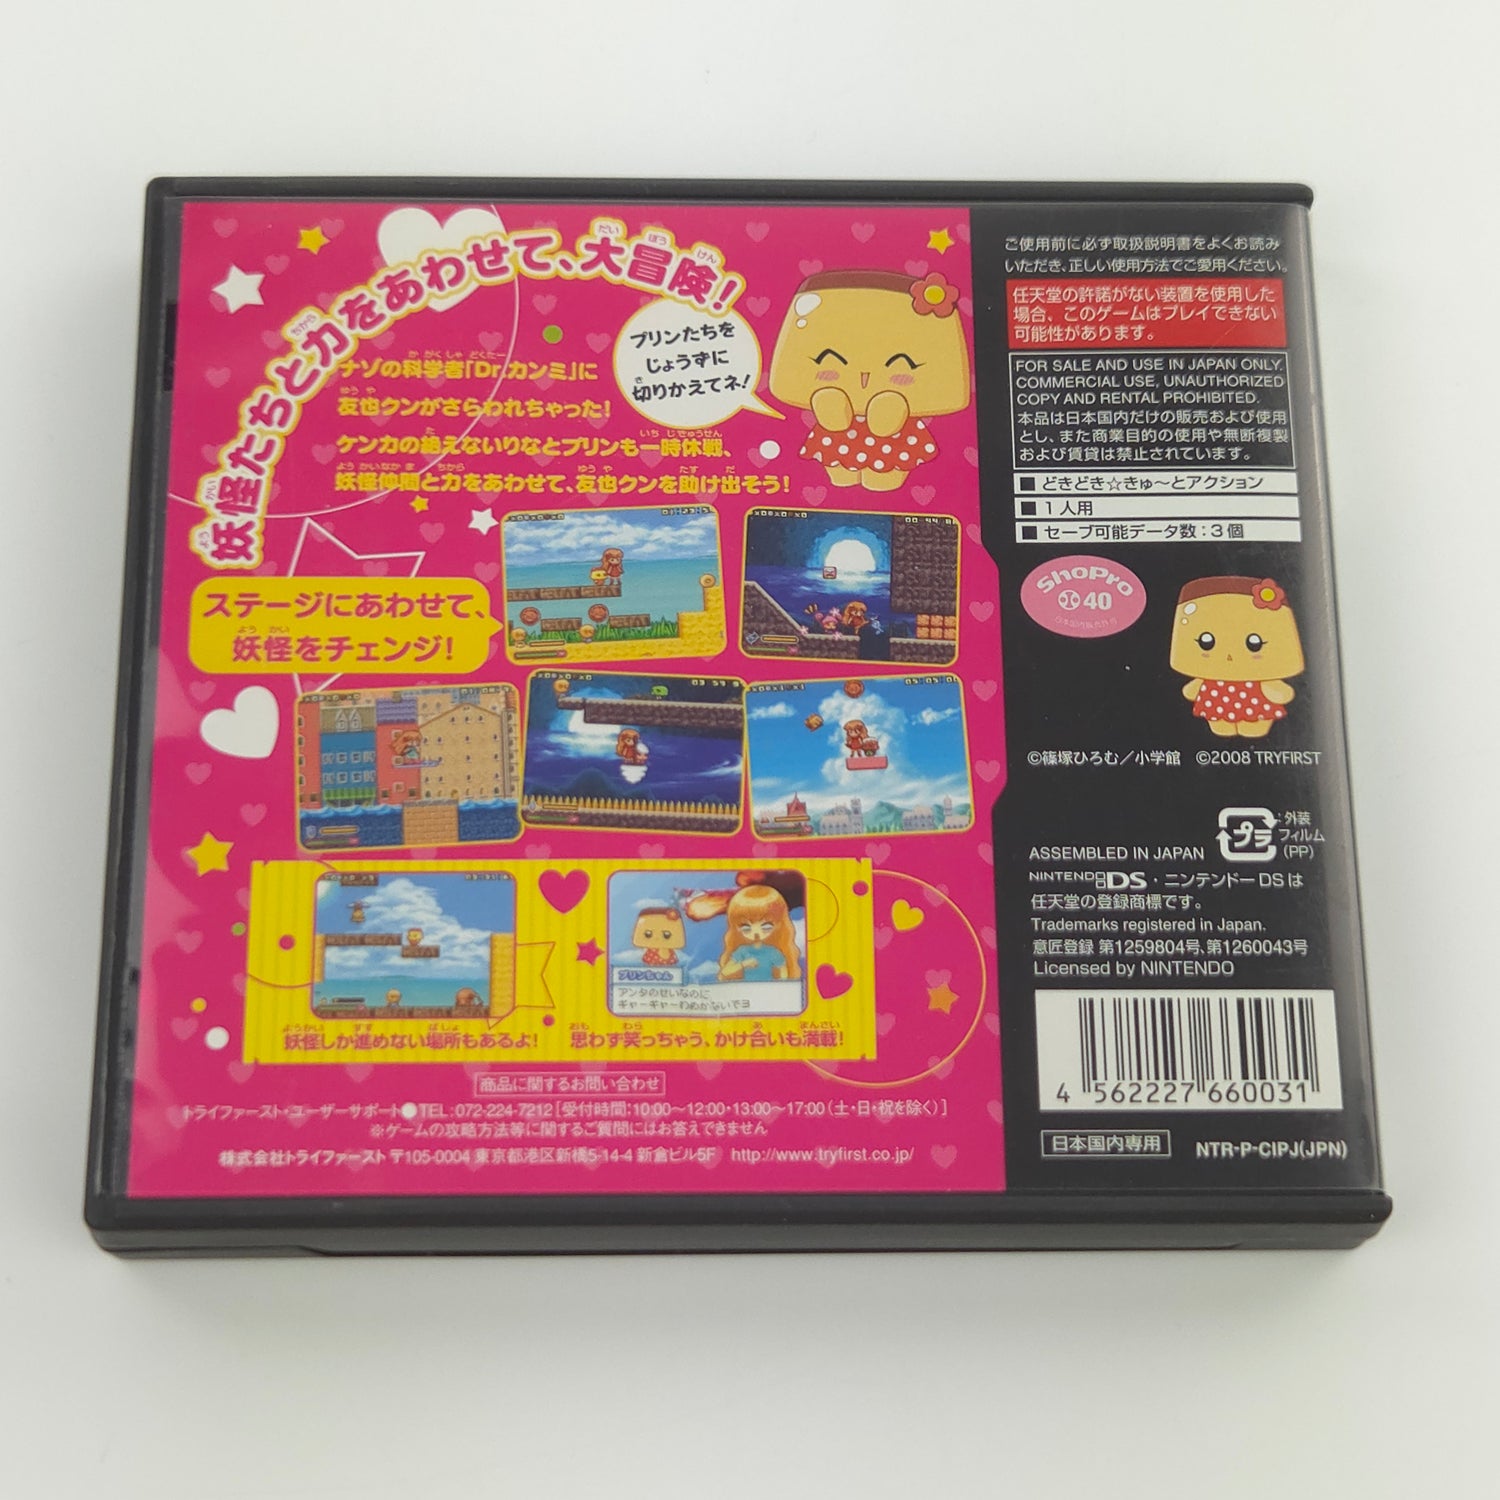 妖怪たちと力をあわせて、大冒険！
ナゾの科学者「Dr.カンミ」に
友也クンがさらわれちゃった！
ケンカの絶えないりなとプリンも一時休戦、
妖怪仲間と力をあわせて、友也クンを助け出そう！
プリンたちを
じょうずに
切りかえてネ！
ステージにあわせて、
妖怪をチェンジ！
プリンちゃん
アンタのせいなのに
ギャーギャーわめかないでヨ
妖怪しか進めない場所もあるよ！
思わず笑っちゃう、かけ合いも満載！
商品に関するお問い合わせ
トライファースト・ユーザーサポート●TEL：072-224-7212［受付時間：10:00～12:00・13:00～17:00（土・日・祝を除く）］
※ゲームの攻略方法等に関するご質問にはお答えできません
株式会社トライファースト 〒105-0004 東京都港区新橋5-14-4 新倉ビル5F http://www.tryfirst.co.jp/
ご使用前に必ず取扱説明書をよくお読み
いただき、正しい使用方法でご愛用ください。
任天堂の許諾がない装置を使用した
場合、このゲームはプレイできない
可能性があります。
FOR SALE AND USE IN JAPAN ONLY.
COMMERCIAL USE, UNAUTHORIZED
COPY AND RENTAL PROHIBITED.
本品は日本国内だけの販売および使用
とし、また商業目的の使用や無断複製
および賃貸は禁止されています。
■ どきどき☆きゅ～とアクション
■ 1人用
■ セーブ可能データ数：3個
ShoPro
40
日本国内販売許可
©篠塚ひろむ／小学館 ©2008 TRYFIRST
プラ
：外装
フィルム
(PP)
ASSEMBLED IN JAPAN
NINTENDO DS・ニンテンドーDSは
任天堂の登録商標です。
Trademarks registered in Japan.
意匠登録 第1259804号、第1260043号
Licensed by NINTENDO
4 562227 660031
日本国内専用
NTR-P-CIPJ(JPN)